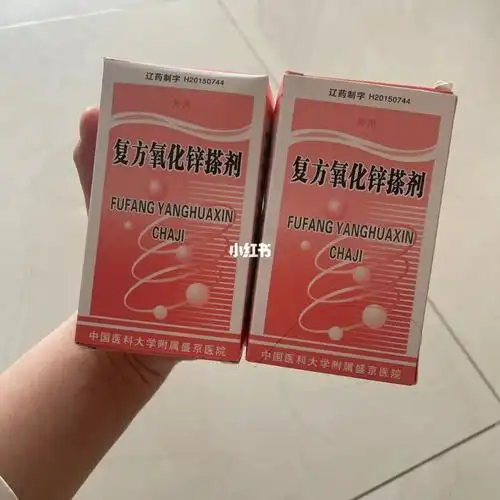 辽药制字 H20150744
外用
复方氧化锌搽剂
FUFANG YANGHUAXIN
CHAJI
中国医科大学附属盛京医院
辽药制字 H20150744
外用
复方氧化锌搽剂
FUFANG YANGHUAXIN
CHAJI
中国医科大学附属盛京医院
小红书